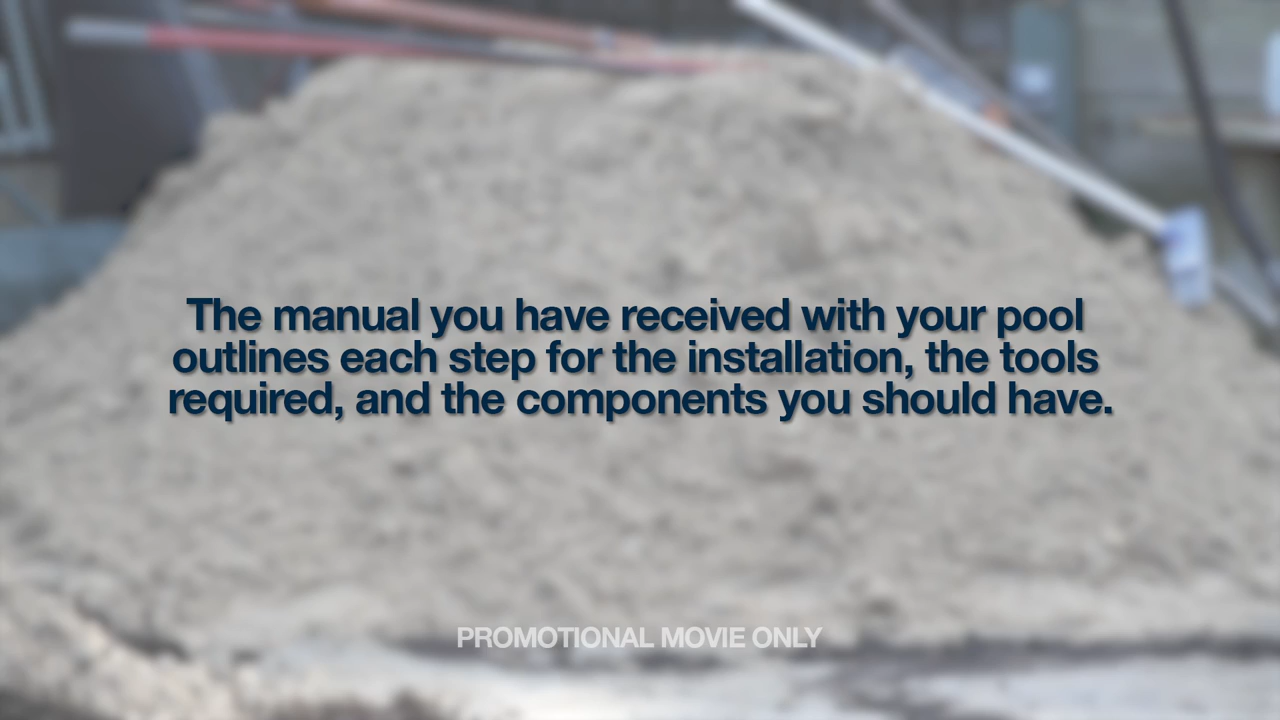 The manual you have received with your pool
outlines each step for the installation, the tools
required, and the components you should have.
PROMOTIONAL MOVIE ONLY